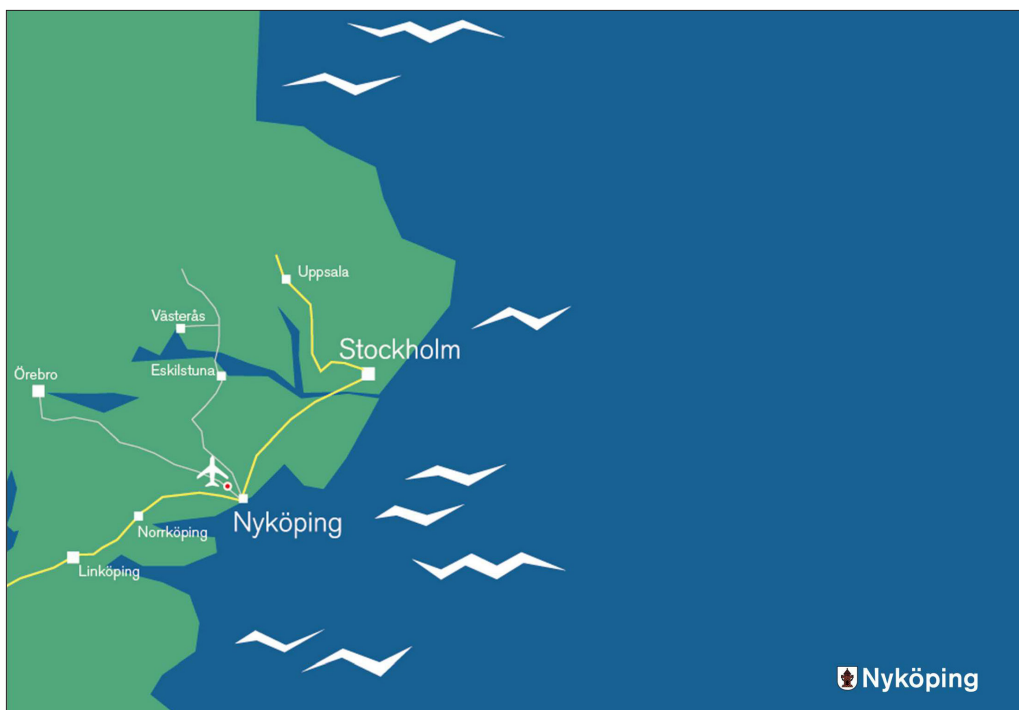 Uppsala
Västerås
Stockholm
Eskilstuna
Örebro
Nyköping
Norrköping
Linköping
Nyköping